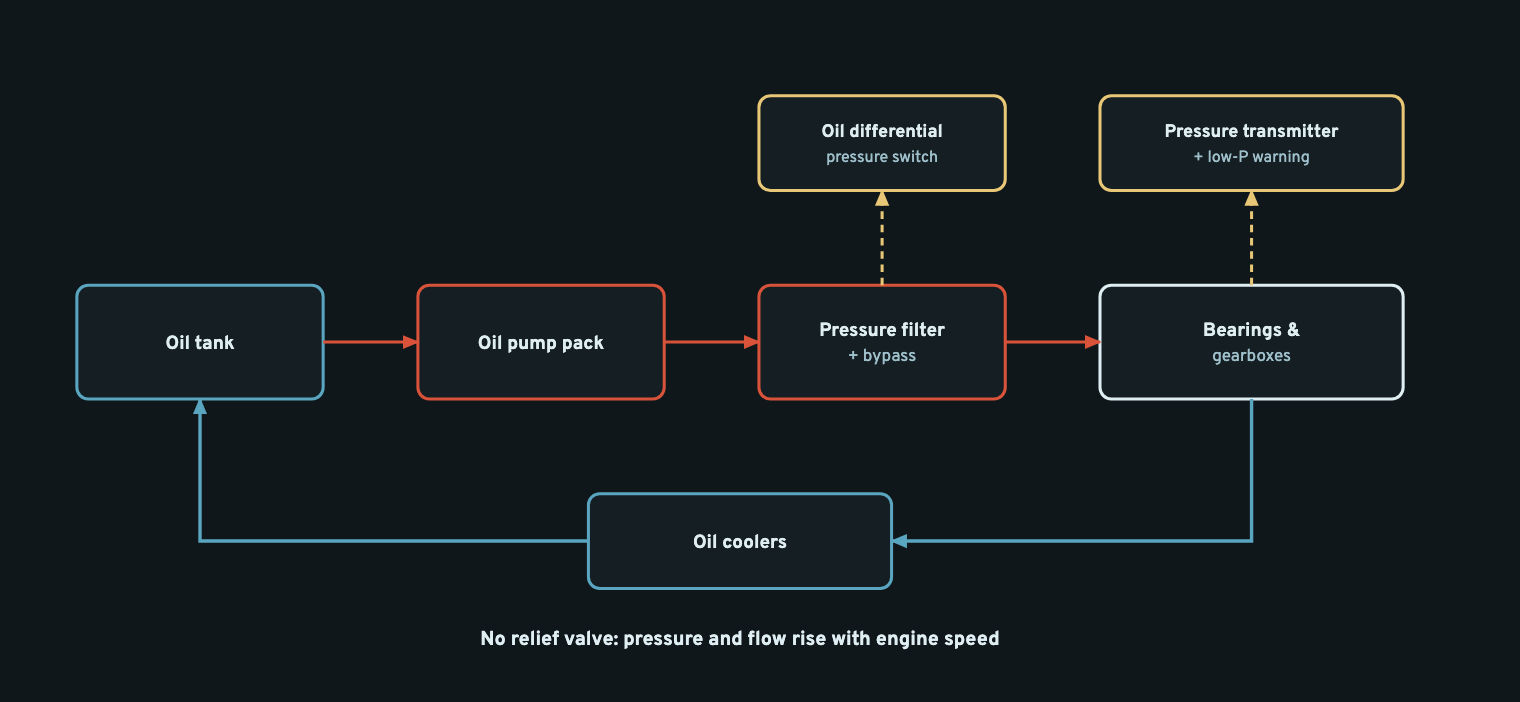 Oil differential
pressure switch
Pressure transmitter
+ low-P warning
Oil tank
Oil pump pack
Pressure filter
+ bypass
Bearings &
gearboxes
Oil coolers
No relief valve: pressure and flow rise with engine speed